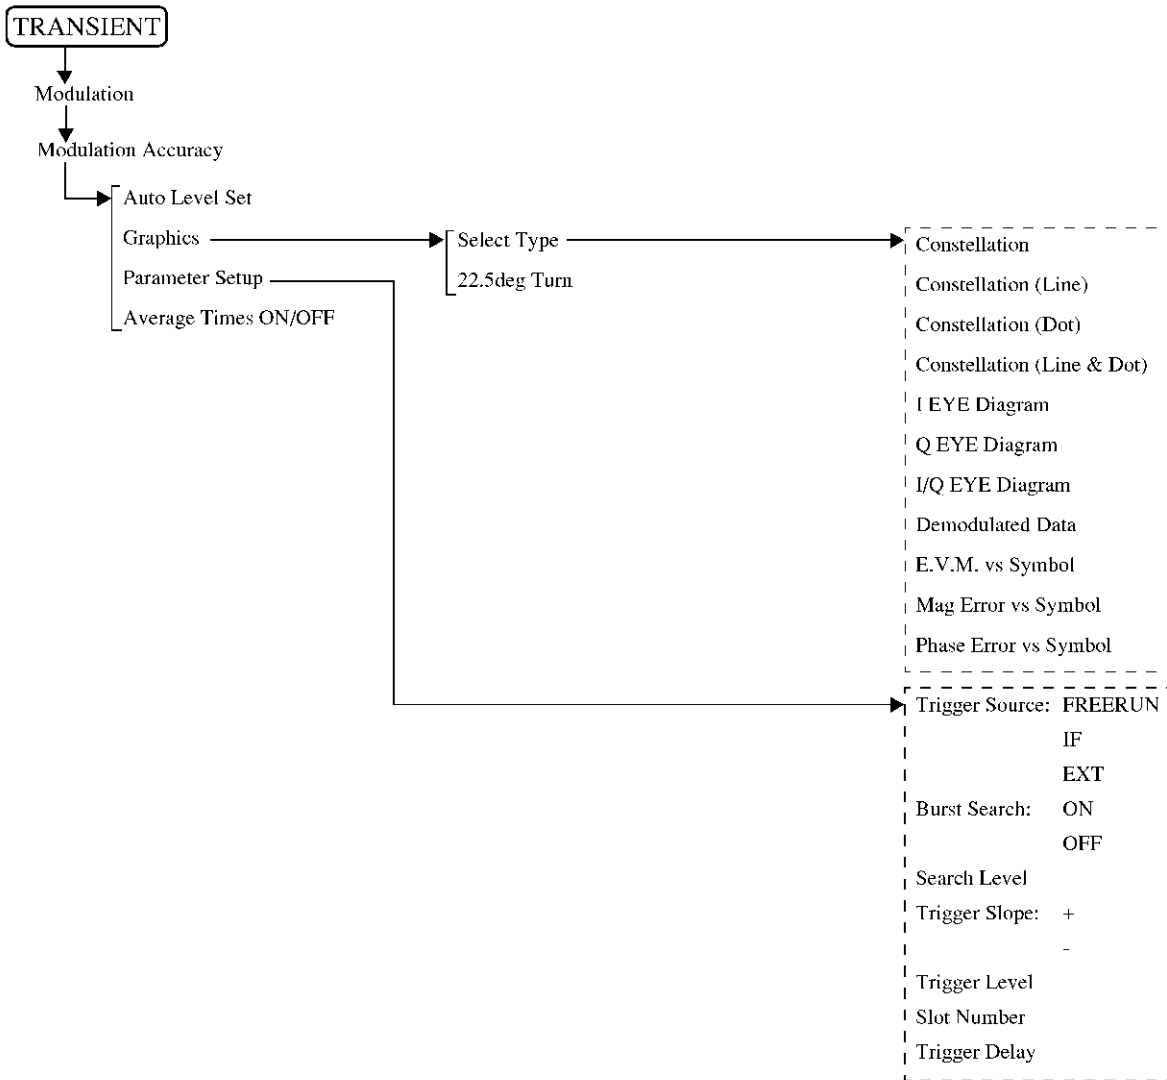 TRANSIENT
Modulation
Modulation Accuracy
Auto Level Set
Graphics
Parameter Setup
Average Times ON/OFF
Select Type
22.5deg Turn
Constellation
Constellation (Line)
Constellation (Dot)
Constellation (Line & Dot)
I EYE Diagram
Q EYE Diagram
I/Q EYE Diagram
Demodulated Data
E.V.M. vs Symbol
Mag Error vs Symbol
Phase Error vs Symbol
Trigger Source: FREERUN
IF
EXT
Burst Search: ON
OFF
Search Level
Trigger Slope: +
-
Trigger Level
Slot Number
Trigger Delay